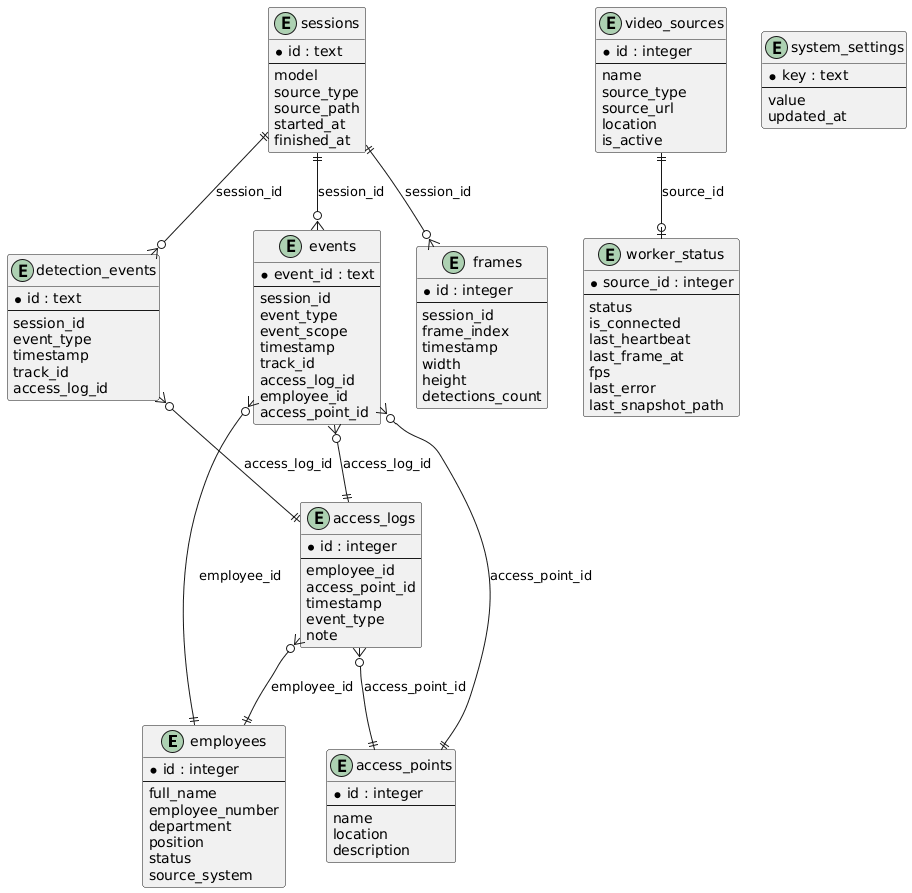 E sessions
* id : text
model
source_type
source_path
started_at
finished_at
E video_sources
* id : integer
name
source_type
source_url
location
is_active
E system_settings
* key : text
value
updated_at
session_id
session_id
session_id
source_id
E detection_events
* id : text
session_id
event_type
timestamp
track_id
access_log_id
E events
* event_id : text
session_id
event_type
event_scope
timestamp
track_id
access_log_id
employee_id
access_point_id
E frames
* id : integer
session_id
frame_index
timestamp
width
height
detections_count
E worker_status
* source_id : integer
status
is_connected
last_heartbeat
last_frame_at
fps
last_error
last_snapshot_path
access_log_id
access_log_id
employee_id
access_point_id
E access_logs
* id : integer
employee_id
access_point_id
timestamp
event_type
note
employee_id
access_point_id
E employees
* id : integer
full_name
employee_number
department
position
status
source_system
E access_points
* id : integer
name
location
description